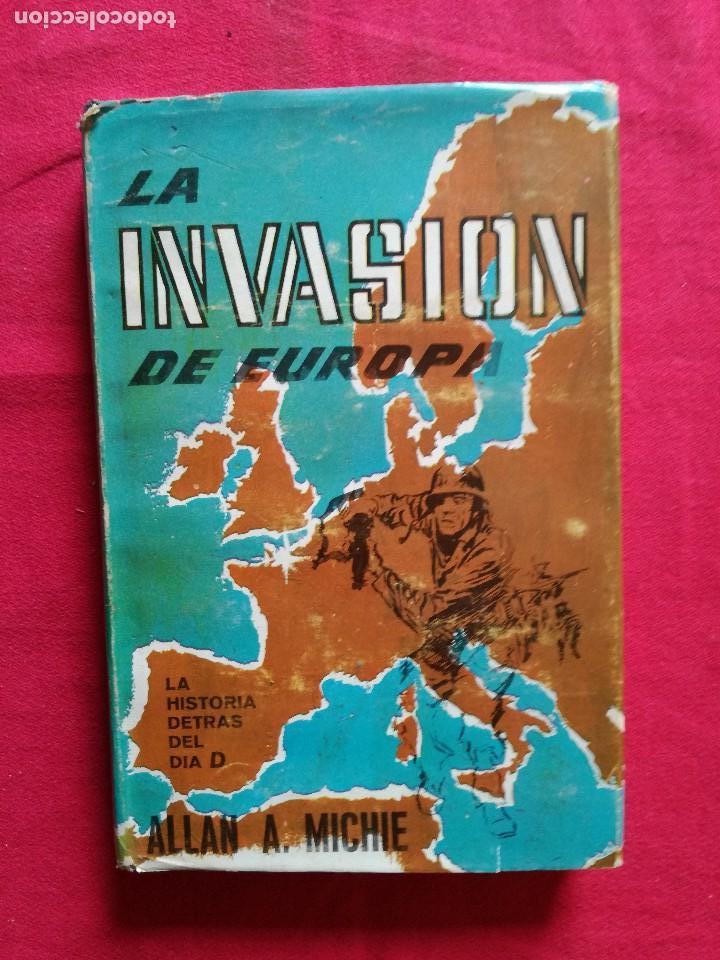 todocoleccion
LA
INVASION
DE EUROPA
LA
HISTORIA
DETRAS
DEL
DIA D
ALLAN A. MICHIE